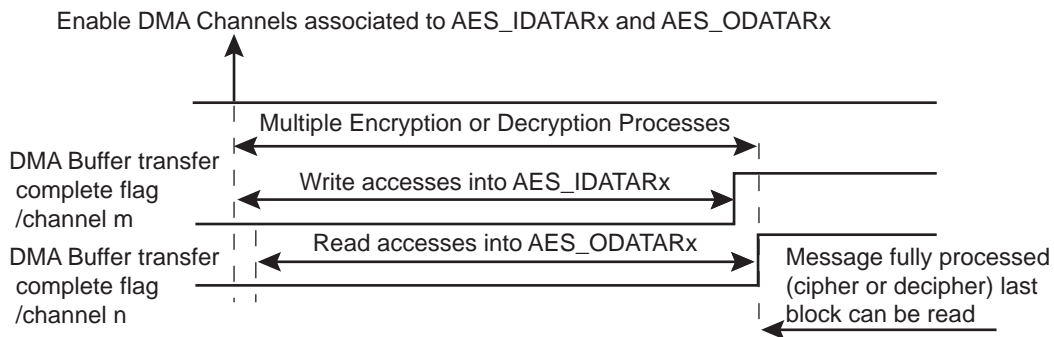 Enable DMA Channels associated to AES_IDATARx and AES_ODATARx
Multiple Encryption or Decryption Processes
DMA Buffer transfer
complete flag
/channel m
Write accesses into AES_IDATARx
Read accesses into AES_ODATARx
DMA Buffer transfer
complete flag
/channel n
Message fully processed
(cipher or decipher) last
block can be read